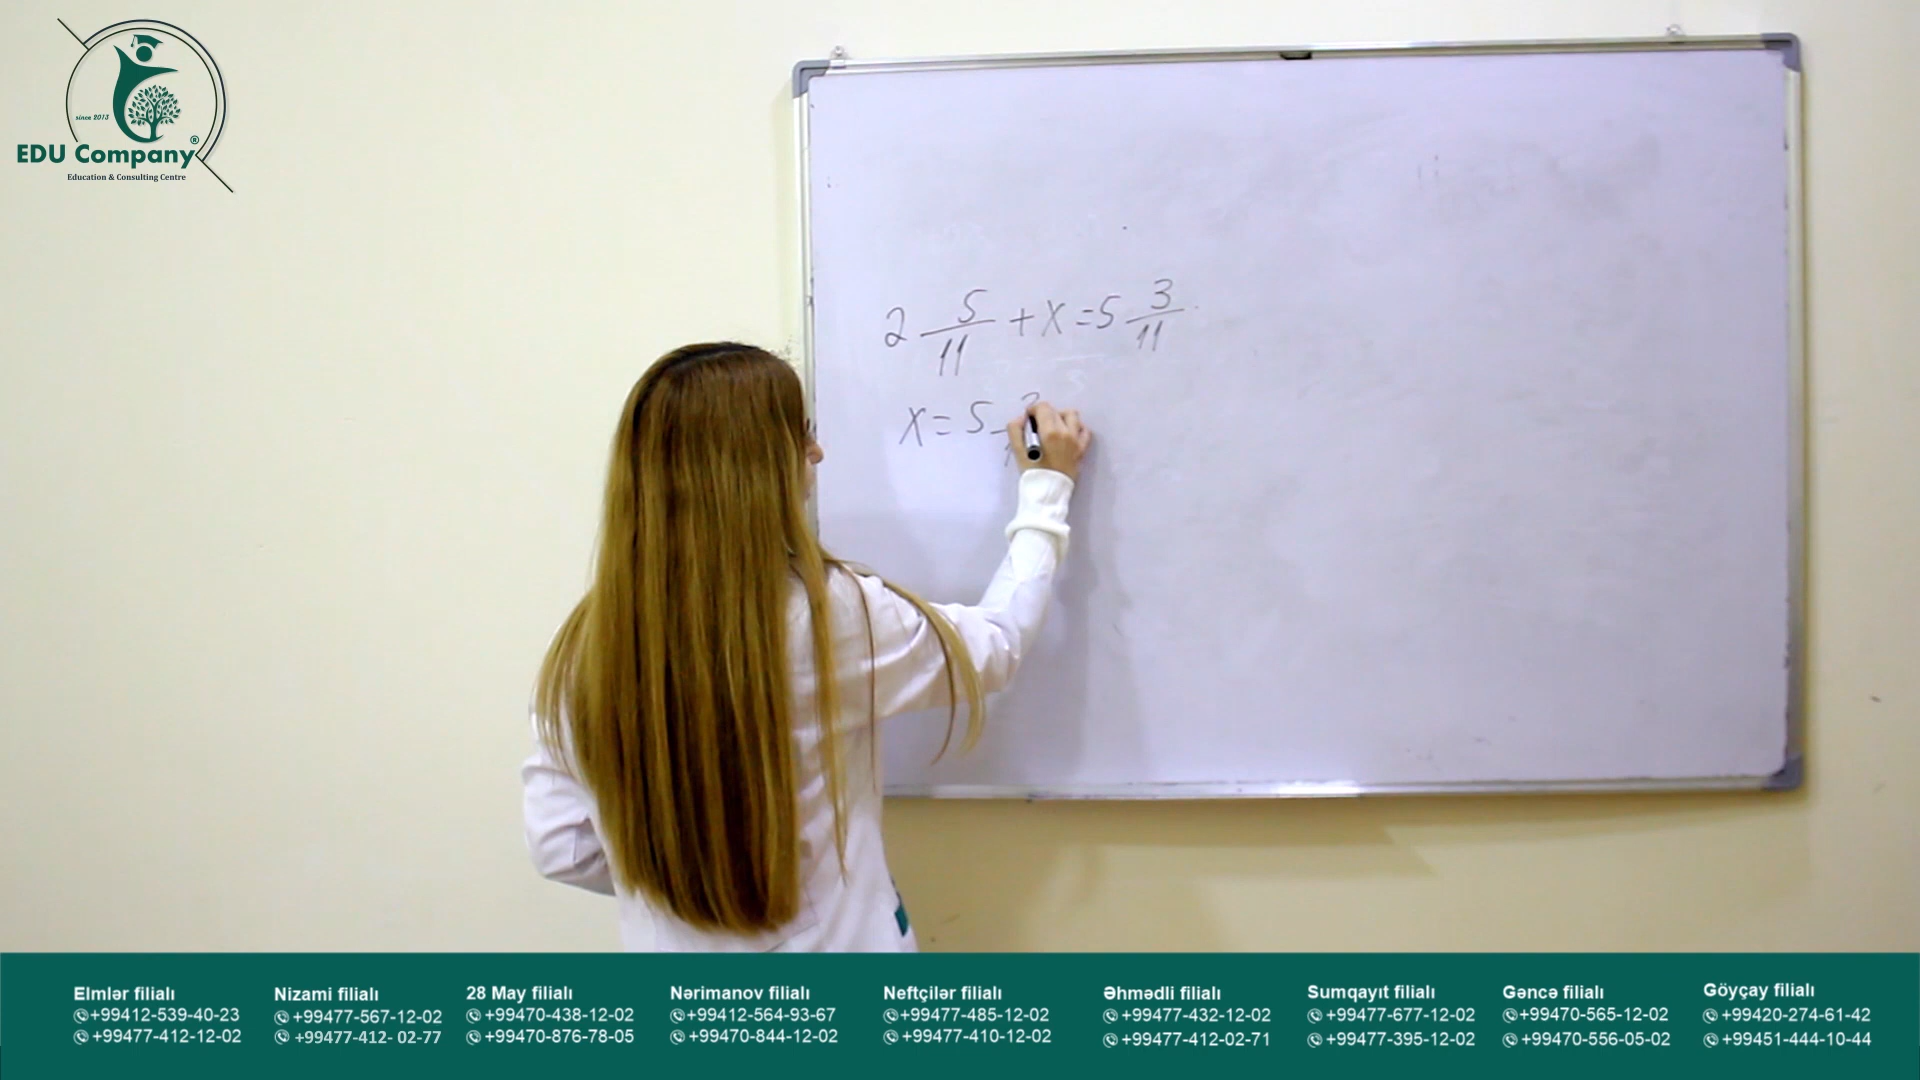 since 2013
EDU Company®
Education & Consulting Centre
2 5/11 + x = 5 3/11
x = 5
Elmlər filialı
+99412-539-40-23
+99477-412-12-02
Nizami filialı
+99477-567-12-02
+99477-412- 02-77
28 May filialı
+99470-438-12-02
+99470-876-78-05
Nərimanov filialı
+99412-564-93-67
+99470-844-12-02
Neftçilər filialı
+99477-485-12-02
+99477-410-12-02
Əhmədli filialı
+99477-432-12-02
+99477-412-02-71
Sumqayıt filialı
+99477-677-12-02
+99477-395-12-02
Gəncə filialı
+99470-565-12-02
+99470-556-05-02
Göyçay filialı
+99420-274-61-42
+99451-444-10-44